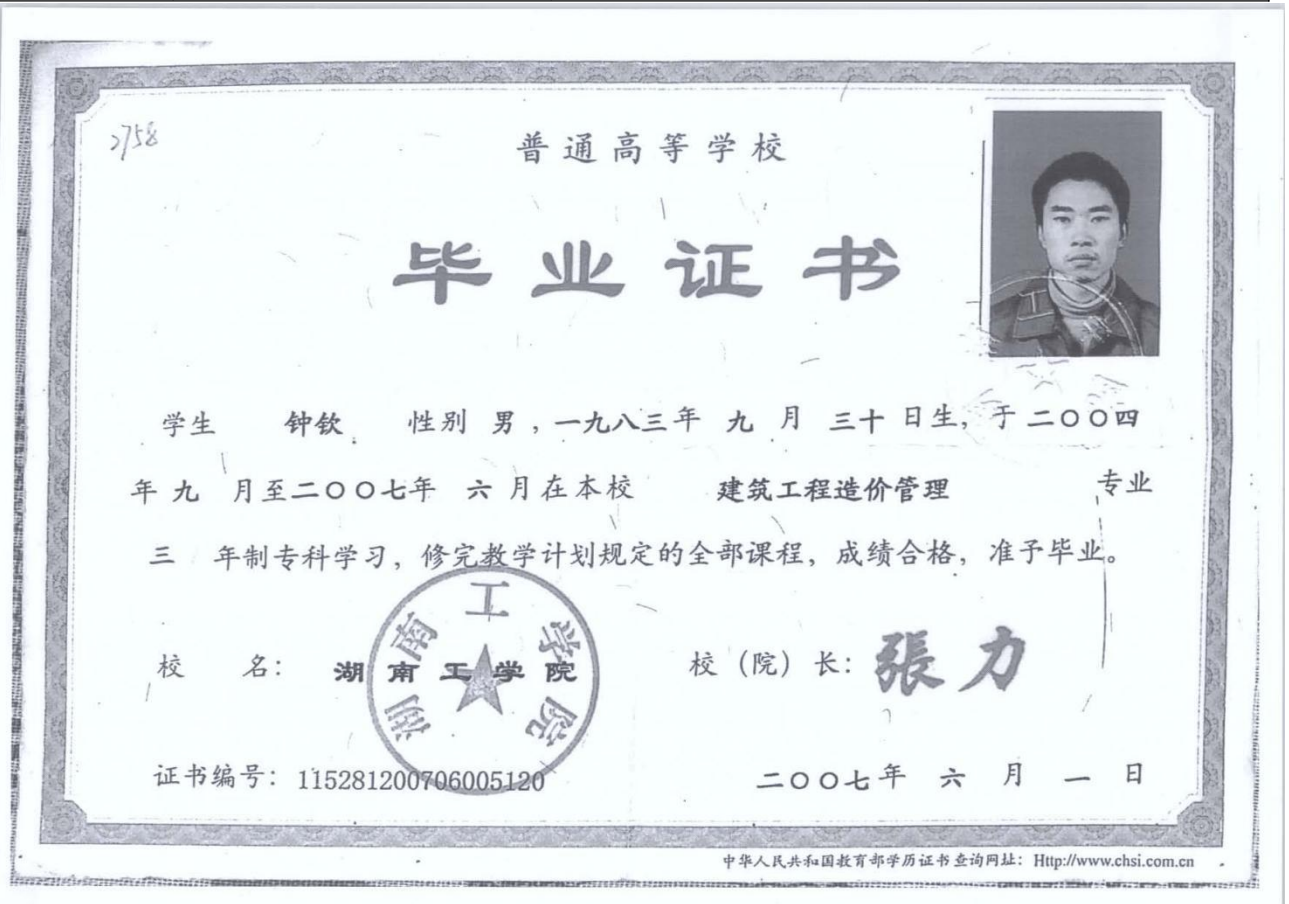 2758
普通高等学校
毕业证书
学生 钟钦 性别 男,一九八三年 九 月 三十 日生,于二〇〇四
年九 月至二〇〇七年 六月在本校 建筑工程造价管理 专业
三 年制专科学习,修完教学计划规定的全部课程,成绩合格,准予毕业。
校 名: 湖南工学院 校(院)长: 張力
湖南工学院
证书编号: 115281200706005120 二〇〇七年 六 月 一 日
中华人民共和国教育部学历证书查询网址: Http://www.chsi.com.cn